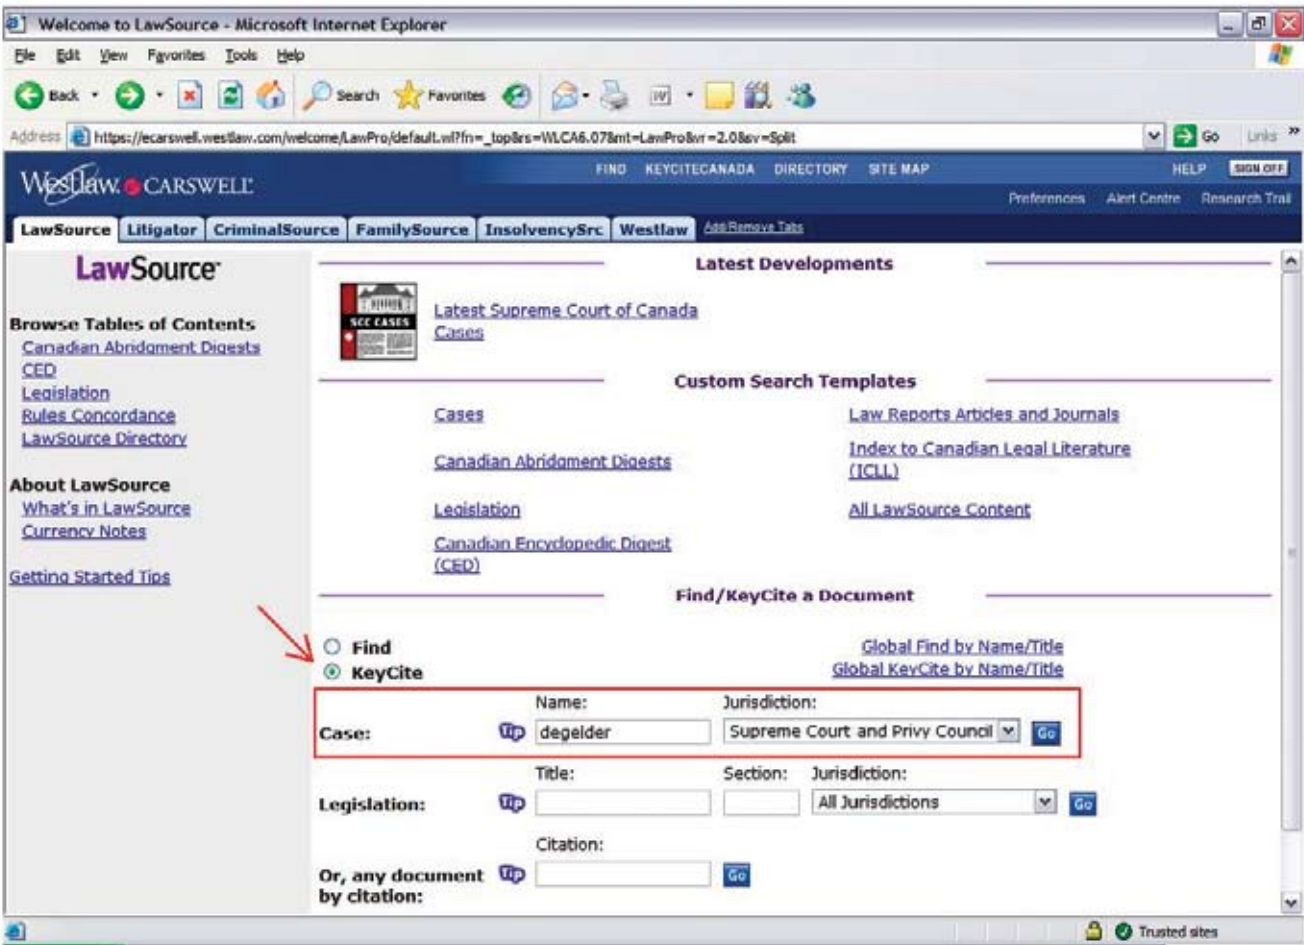 Welcome to LawSource - Microsoft Internet Explorer
File Edit View Favorites Tools Help
Back Search Favorites
Address https://ecarswell.westlaw.com/welcome/LawPro/default.wl?fn=_top&rs=WLCA6.07&mt=LawPro&vr=2.0&sv=Split Go Links »
Westlaw. CARSWELL FIND KEYCITECANADA DIRECTORY SITE MAP HELP SIGN OFF
Preferences Alert Centre Research Trail
LawSource Litigator CriminalSource FamilySource InsolvencySrc Westlaw Add/Remove Tabs
LawSource
Browse Tables of Contents
Canadian Abridgment Digests
CED
Legislation
Rules Concordance
LawSource Directory
About LawSource
What's in LawSource
Currency Notes
Getting Started Tips
Latest Developments
SCC CASES
Latest Supreme Court of Canada
Cases
Custom Search Templates
Cases Law Reports Articles and Journals
Canadian Abridgment Digests Index to Canadian Legal Literature
(ICLL)
Legislation All LawSource Content
Canadian Encyclopedic Digest
(CED)
Find/KeyCite a Document
Find Global Find by Name/Title
KeyCite Global KeyCite by Name/Title
Name: Jurisdiction:
Case: Tip degelder Supreme Court and Privy Council Go
Title: Section: Jurisdiction:
Legislation: Tip All Jurisdictions Go
Citation:
Or, any document Tip Go
by citation:
Trusted sites